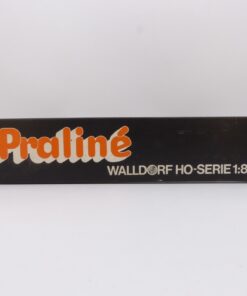 Praliné
WALLDORF HO-SERIE 1:8